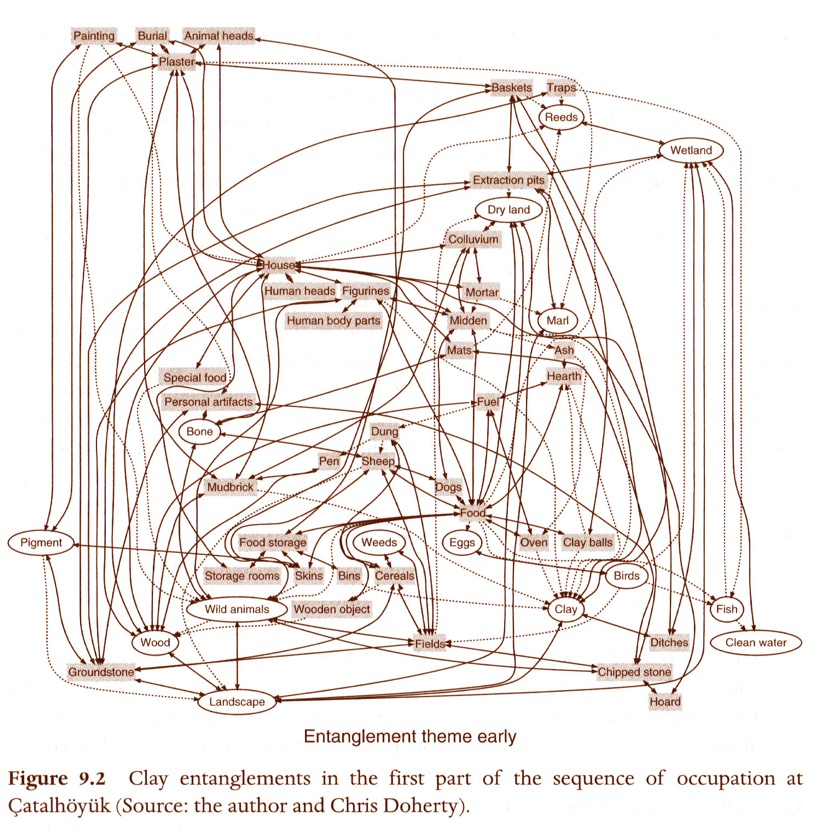 Painting Burial Animal heads
Plaster
Baskets Traps
Reeds
Wetland
Extraction pits
Dry land
Colluvium
House
Human heads Figurines Mortar
Human body parts Midden Marl
Mats Ash
Special food Hearth
Personal artifacts Fuel
Bone Dung
Pen Sheep
Mudbrick Dogs
Food
Pigment Food storage Weeds Eggs Oven Clay balls
Storage rooms Skins Bins Cereals Birds
Wild animals Wooden object Clay Fish
Wood Fields Ditches Clean water
Groundstone Chipped stone
Landscape Hoard
Entanglement theme early
Figure 9.2 Clay entanglements in the first part of the sequence of occupation at
Çatalhöyük (Source: the author and Chris Doherty).